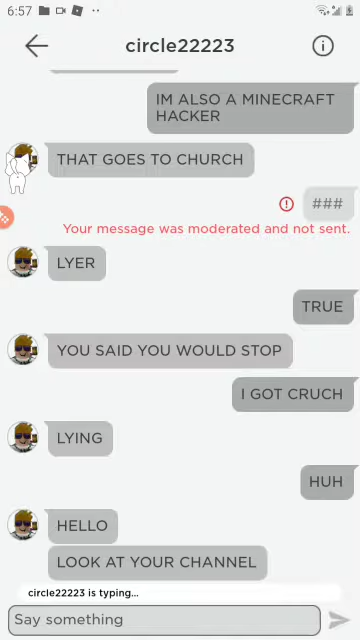 6:57
circle22223
IM ALSO A MINECRAFT
HACKER
THAT GOES TO CHURCH
###
Your message was moderated and not sent.
LYER
TRUE
YOU SAID YOU WOULD STOP
I GOT CRUCH
LYING
HUH
HELLO
LOOK AT YOUR CHANNEL
circle22223 is typing...
Say something